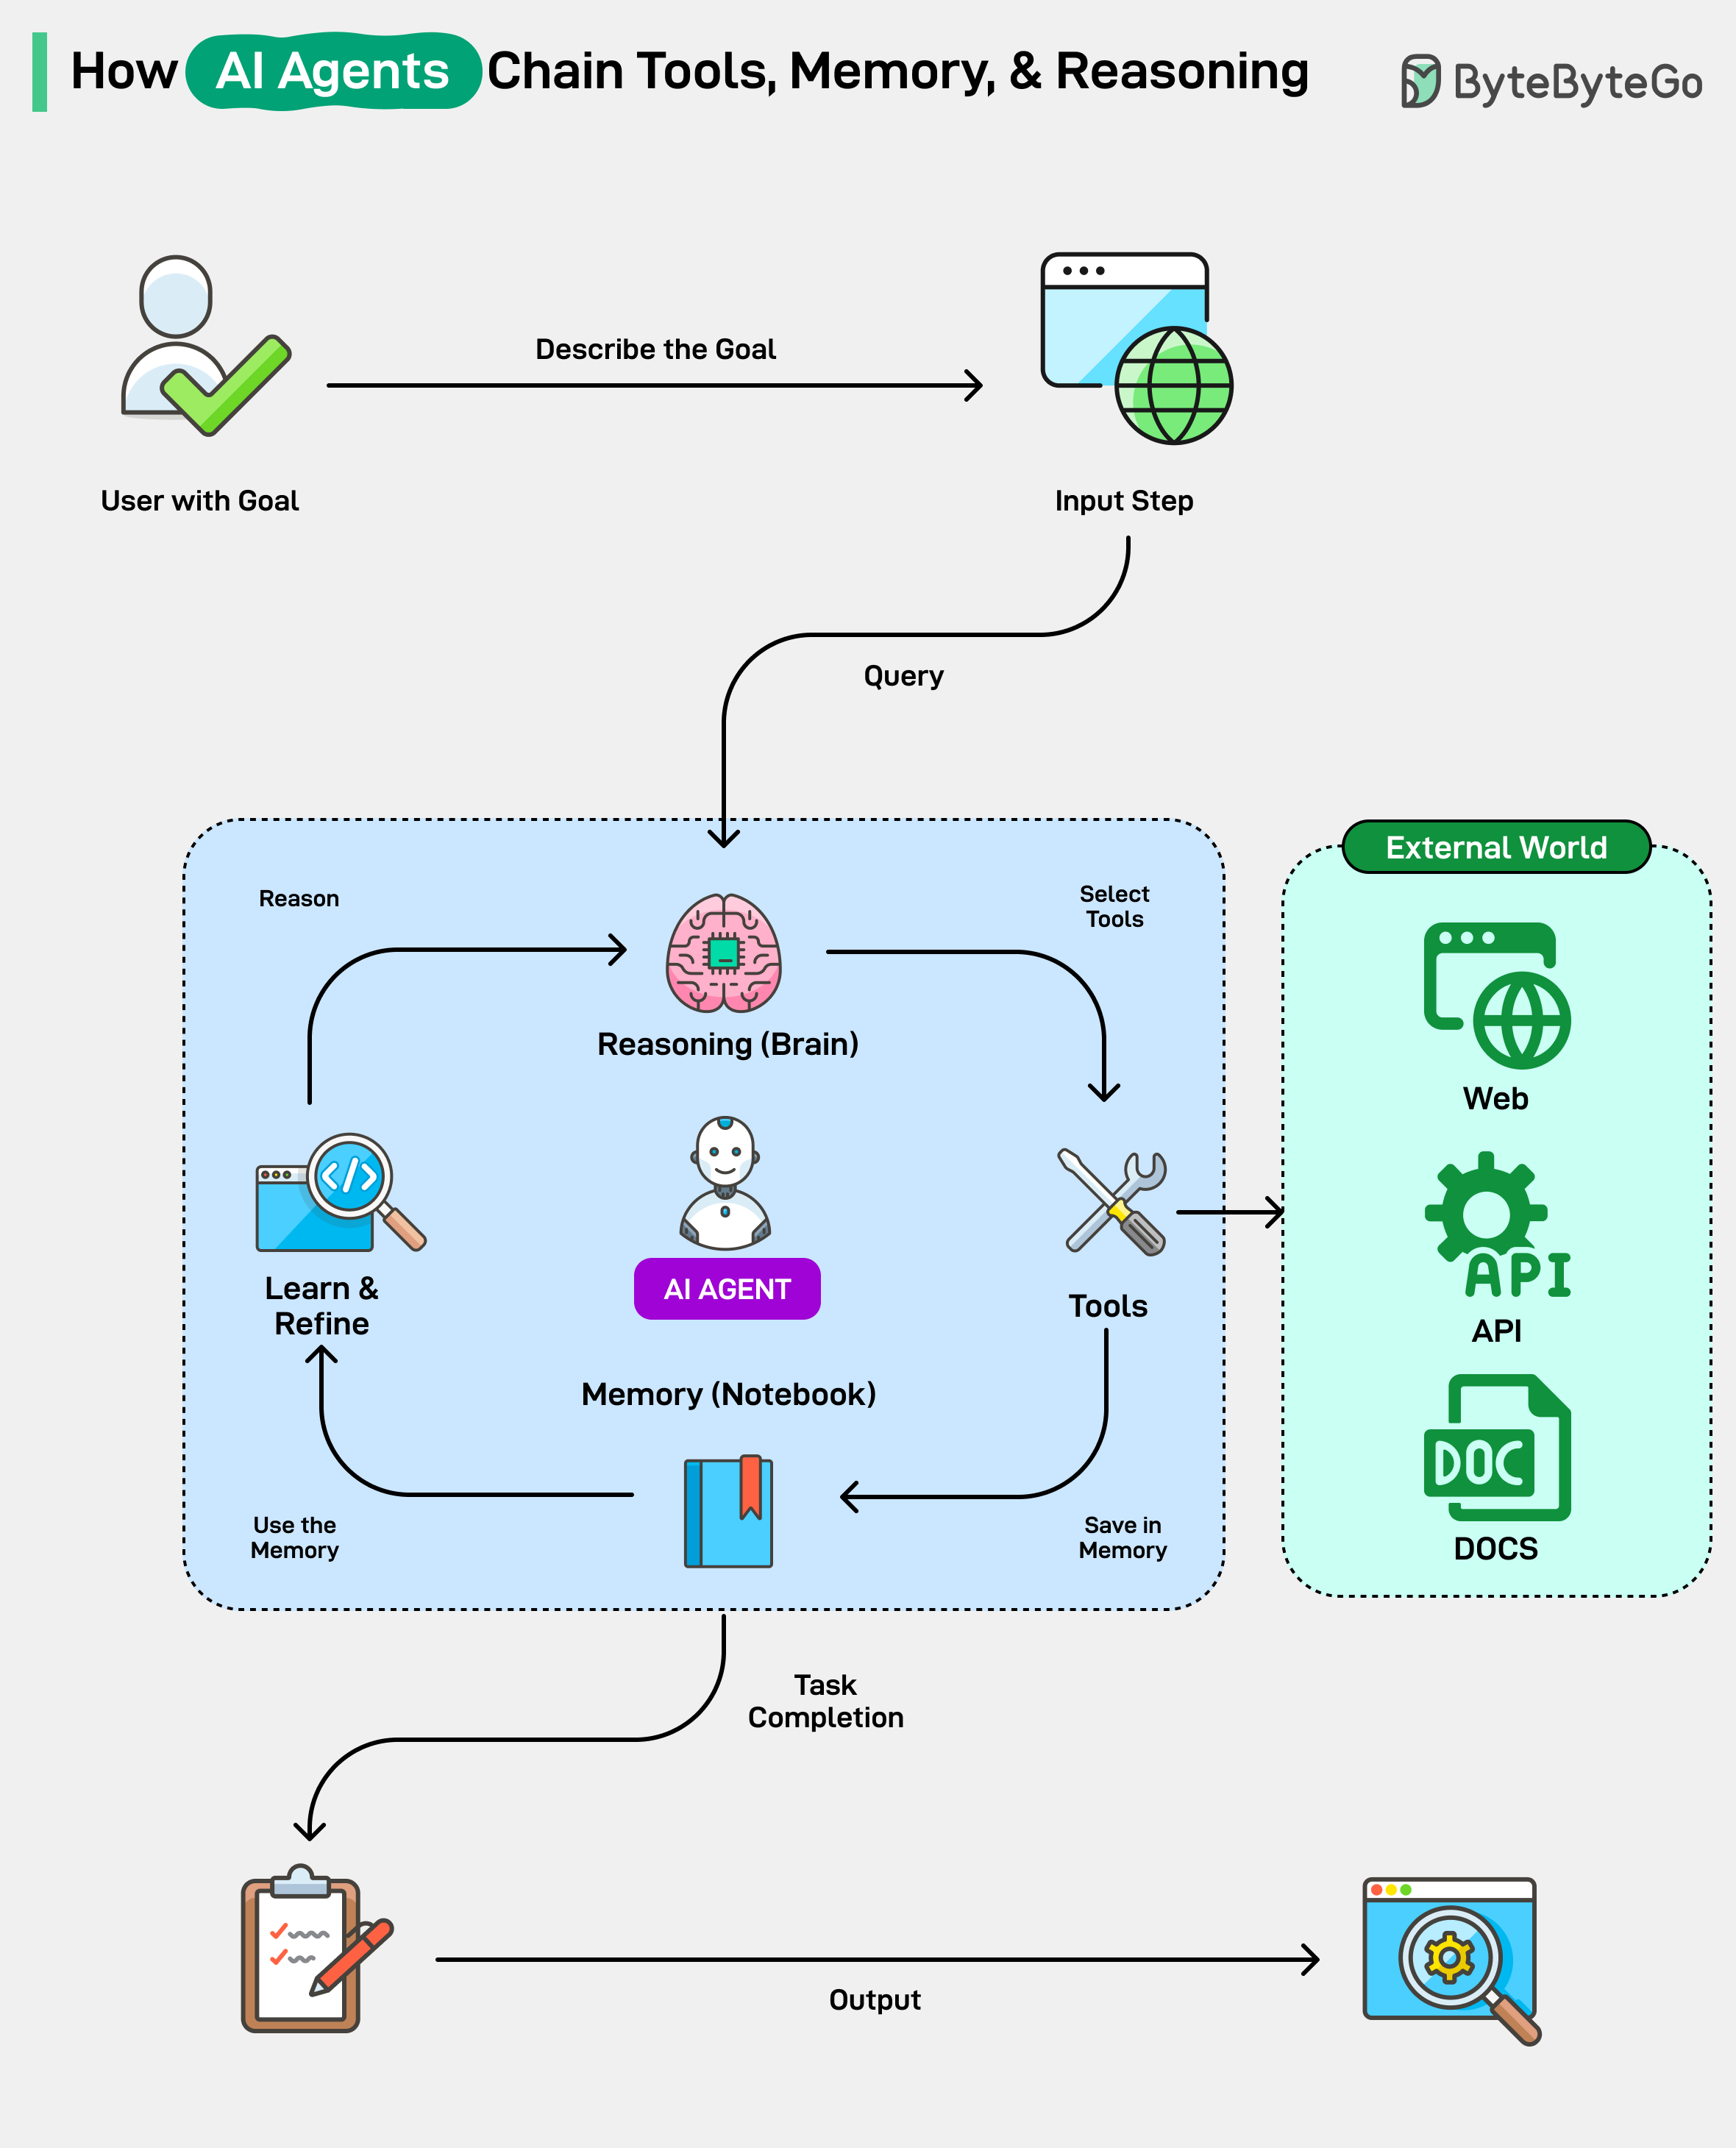 How AI Agents Chain Tools, Memory, & Reasoning
ByteByteGo
Describe the Goal
User with Goal
Input Step
Query
External World
Reason
Select
Tools
Reasoning (Brain)
Web
</>
Learn &
Refine
AI AGENT
Tools
API
API
Memory (Notebook)
DOC
DOCS
Use the
Memory
Save in
Memory
Task
Completion
Output